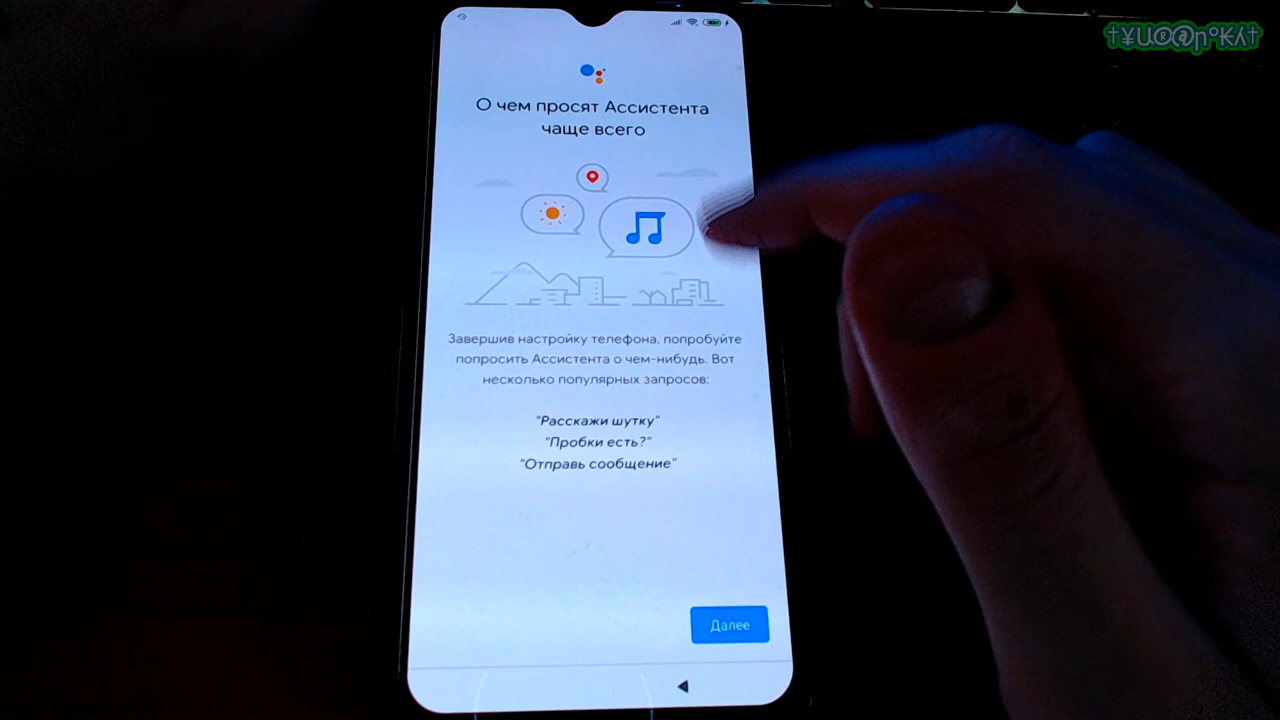 О чем просят Ассистента
чаще всего
Завершив настройку телефона, попробуйте
попросить Ассистента о чем-нибудь. Вот
несколько популярных запросов:
"Расскажи шутку"
"Пробки есть?"
"Отправь сообщение"
Далее